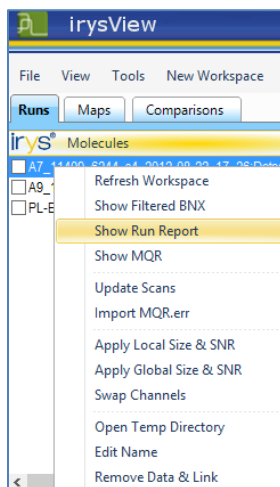 irysView
File View Tools New Workspace
Runs Maps Comparisons
irys® Molecules
Refresh Workspace
A9_
Show Filtered BNX
PL-E
Show Run Report
Show MQR
Update Scans
Import MQR.err
Apply Local Size & SNR
Apply Global Size & SNR
Swap Channels
Open Temp Directory
Edit Name
Remove Data & Link